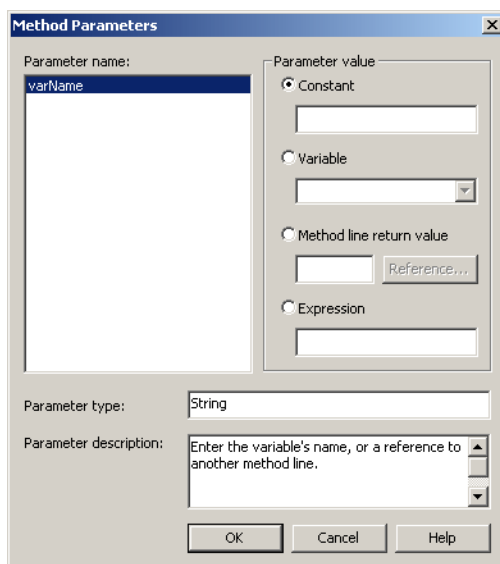 Method Parameters
Parameter name:
varName
Parameter value
Constant
Variable
Method line return value
Reference...
Expression
Parameter type:
String
Parameter description:
Enter the variable's name, or a reference to
another method line.
OK
Cancel
Help